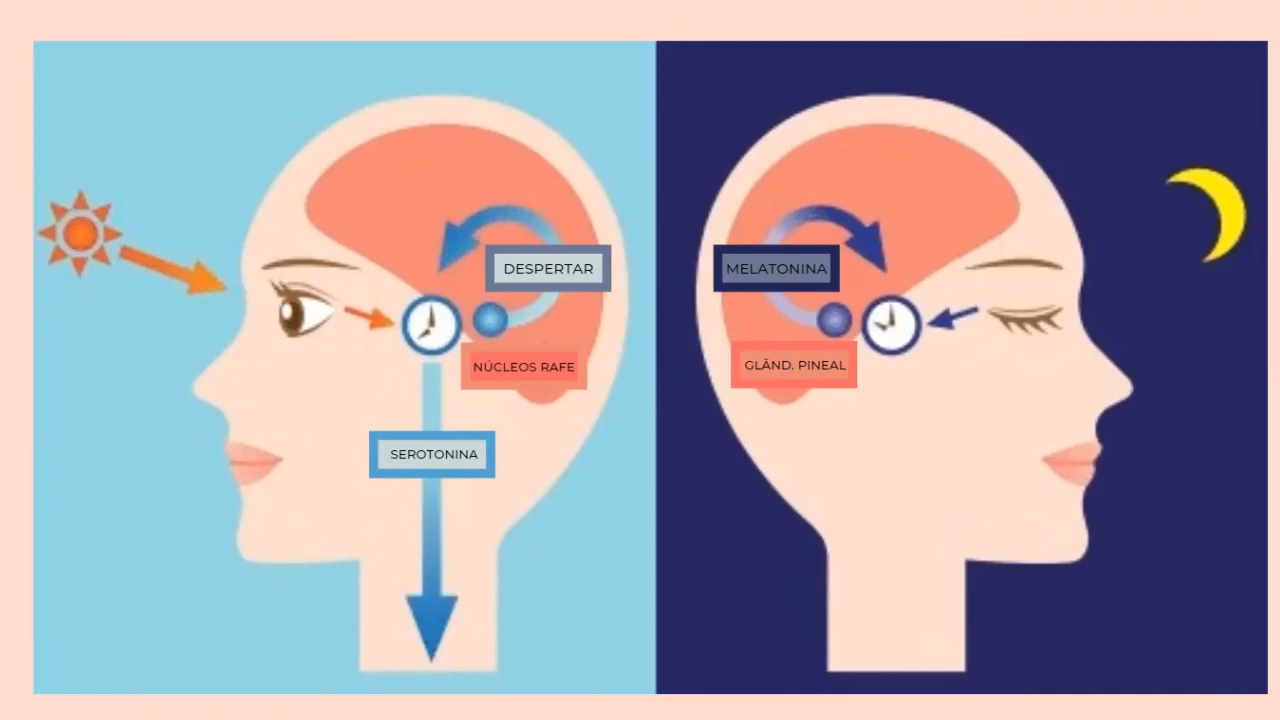 DESPERTAR
NÚCLEOS RAFE
SEROTONINA
MELATONINA
GLÂND. PINEAL